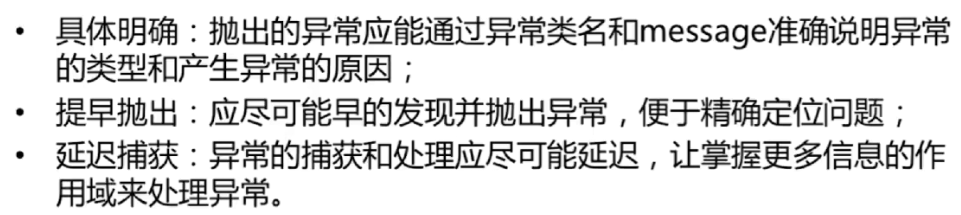 • 具体明确：抛出的异常应能通过异常类名和message准确说明异常
的类型和产生异常的原因；
• 提早抛出：应尽可能早的发现并抛出异常，便于精确定位问题；
• 延迟捕获：异常的捕获和处理应尽可能延迟，让掌握更多信息的作
用域来处理异常。